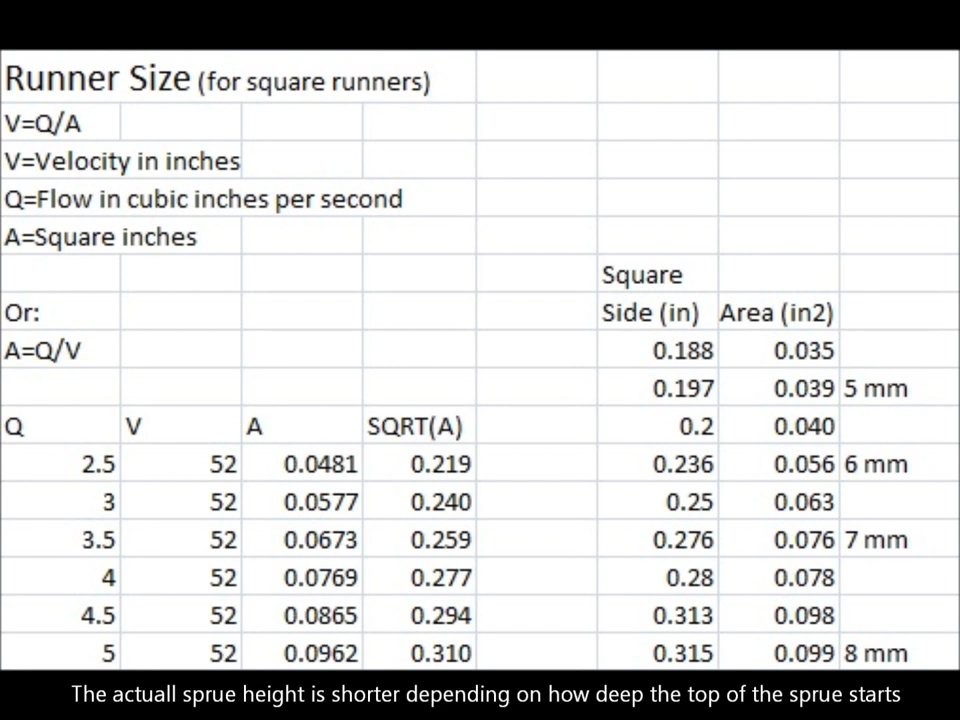 Runner Size (for square runners)
V=Q/A
V=Velocity in inches
Q=Flow in cubic inches per second
A=Square inches
Square
Or: Side (in) Area (in2)
A=Q/V 0.188 0.035
0.197 0.039 5 mm
Q V A SQRT(A) 0.2 0.040
2.5 52 0.0481 0.219 0.236 0.056 6 mm
3 52 0.0577 0.240 0.25 0.063
3.5 52 0.0673 0.259 0.276 0.076 7 mm
4 52 0.0769 0.277 0.28 0.078
4.5 52 0.0865 0.294 0.313 0.098
5 52 0.0962 0.310 0.315 0.099 8 mm
The actuall sprue height is shorter depending on how deep the top of the sprue starts